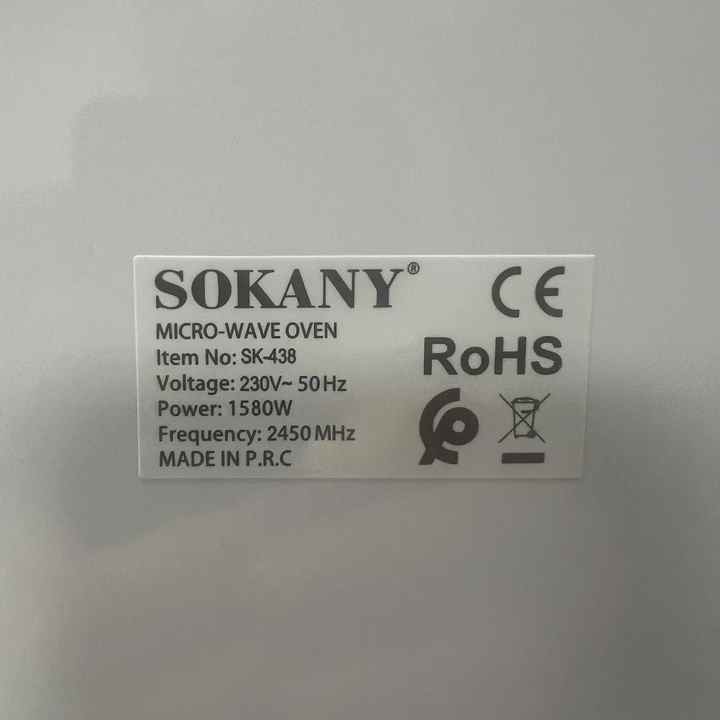 SOKANY®
MICRO-WAVE OVEN
Item No: SK-438
Voltage: 230V~ 50Hz
Power: 1580W
Frequency: 2450MHz
MADE IN P.R.C
CE
RoHS